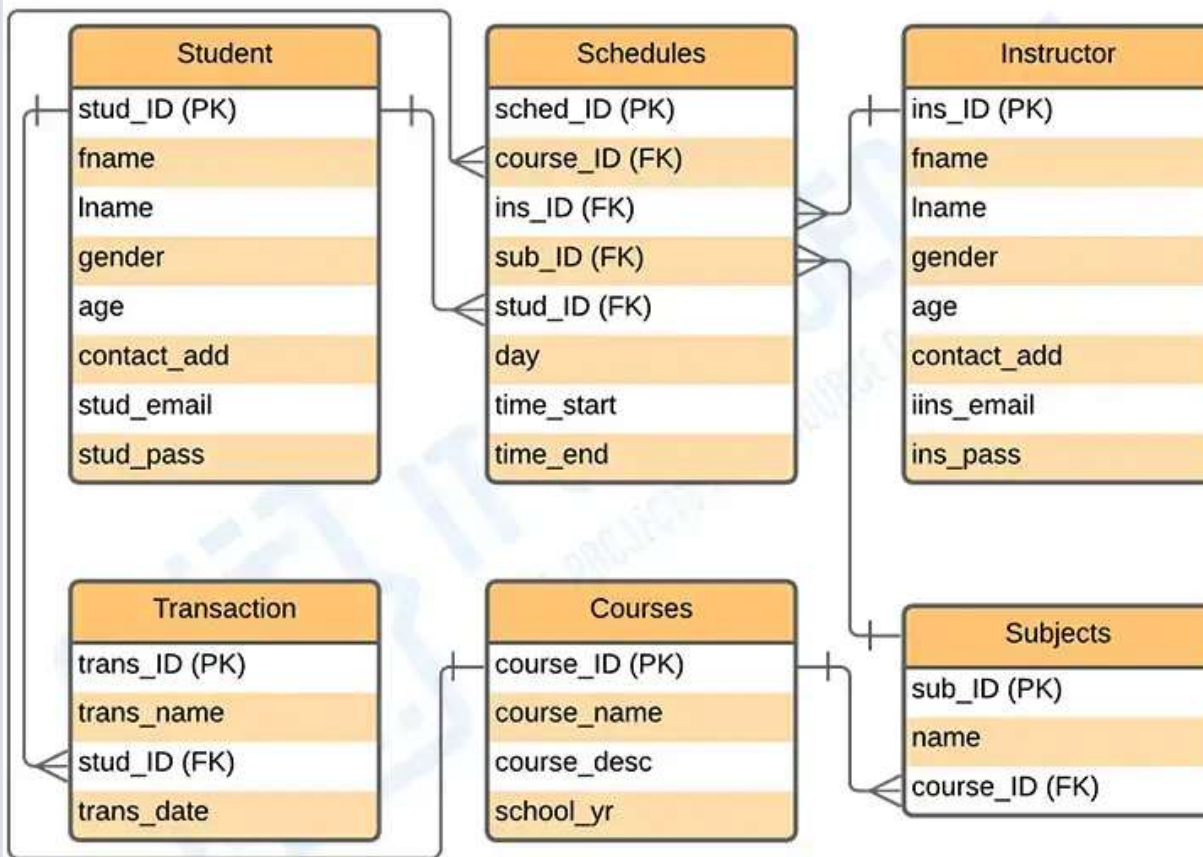 Student
stud_ID (PK)
fname
lname
gender
age
contact_add
stud_email
stud_pass
Schedules
sched_ID (PK)
course_ID (FK)
ins_ID (FK)
sub_ID (FK)
stud_ID (FK)
day
time_start
time_end
Instructor
ins_ID (PK)
fname
lname
gender
age
contact_add
iins_email
ins_pass
Transaction
trans_ID (PK)
trans_name
stud_ID (FK)
trans_date
Courses
course_ID (PK)
course_name
course_desc
school_yr
Subjects
sub_ID (PK)
name
course_ID (FK)